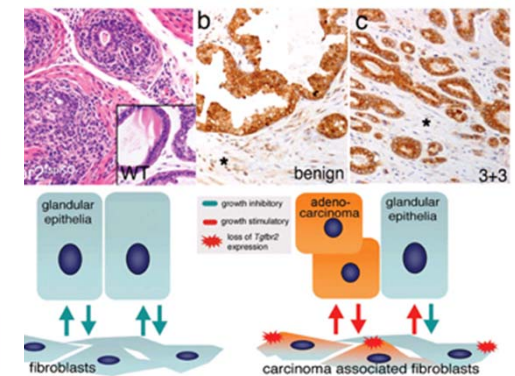 b
c
WT
benign
3+3
glandular
epithelia
growth inhibitory
growth stimulatory
loss of Tgfbr2
expression
adeno-
carcinoma
glandular
epithelia
fibroblasts
carcinoma associated fibroblasts